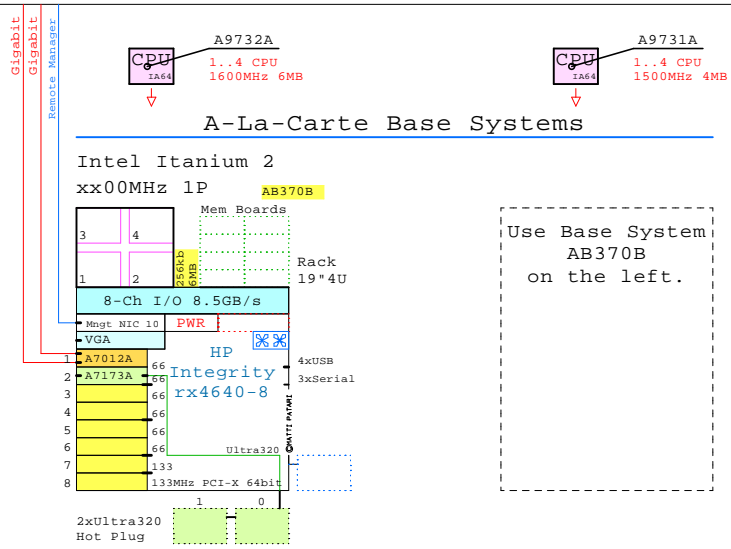 Gigabit
Gigabit
Remote Manager
CPU
IA64
A9732A
1..4 CPU
1600MHz 6MB
CPU
IA64
A9731A
1..4 CPU
1500MHz 4MB
A-La-Carte Base Systems
Intel Itanium 2
xx00MHz 1P
AB370B
Mem Boards
3
4
1
2
256kb
6MB
Rack
19"4U
8-Ch I/O 8.5GB/s
Mngt NIC 10
PWR
VGA
HP
Integrity
rx4640-8
1
A7012A
66
2
A7173A
66
3
66
4
66
5
66
6
66
7
133
8
133MHz PCI-X 64bit
4xUSB
3xSerial
©MATTI PATARI
Ultra320
1
0
2xUltra320
Hot Plug
Use Base System
AB370B
on the left.